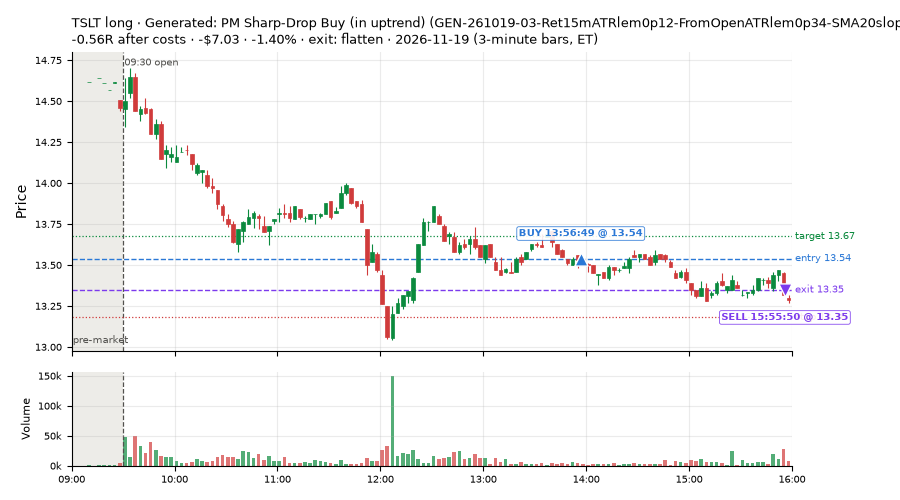 TSLT long · Generated: PM Sharp-Drop Buy (in uptrend) (GEN-261019-03-Ret15mATRlem0p12-FromOpenATRlem0p34-SMA20slop
-0.56R after costs · -$7.03 · -1.40% · exit: flatten · 2026-11-19 (3-minute bars, ET)
09:30 open
14.75
14.50
14.25
14.00
13.75
13.50
13.25
13.00
Price
BUY 13:56:49 @ 13.54
target 13.67
entry 13.54
exit 13.35
SELL 15:55:50 @ 13.35
pre-market
150k
100k
50k
0k
Volume
09:00
10:00
11:00
12:00
13:00
14:00
15:00
16:00